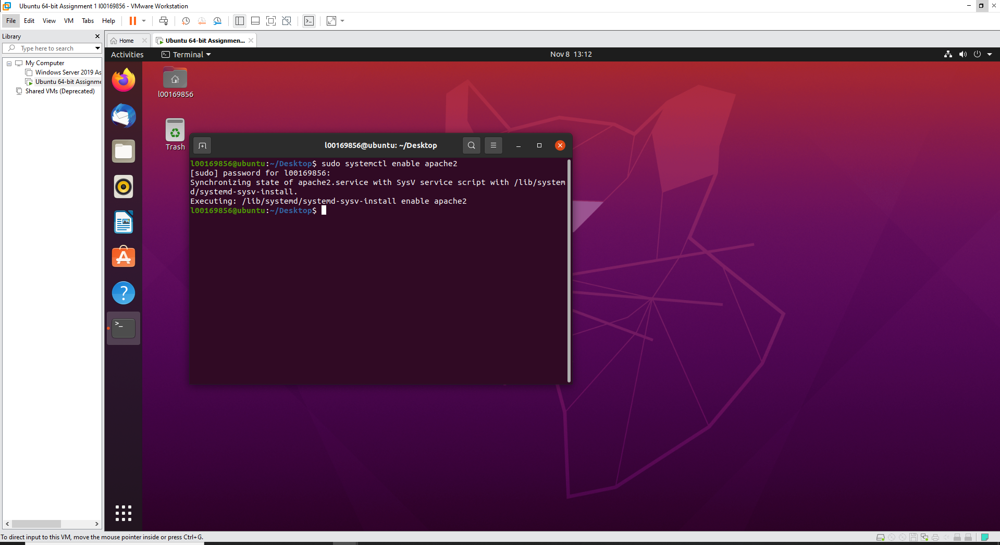 Ubuntu 64-bit Assignment 1 l00169856 - VMware Workstation
File Edit View VM Tabs Help
Library
Type here to search
My Computer
Windows Server 2019 As
Ubuntu 64-bit Assignme
Shared VMs (Deprecated)
Home
Ubuntu 64-bit Assignmen...
Activities
Terminal
Nov 8 13:12
l00169856
Trash
l00169856@ubuntu: ~/Desktop
l00169856@ubuntu:~/Desktop$ sudo systemctl enable apache2
[sudo] password for l00169856:
Synchronizing state of apache2.service with SysV service script with /lib/system
d/systemd-sysv-install.
Executing: /lib/systemd/systemd-sysv-install enable apache2
l00169856@ubuntu:~/Desktop$
To direct input to this VM, move the mouse pointer inside or press Ctrl+G.